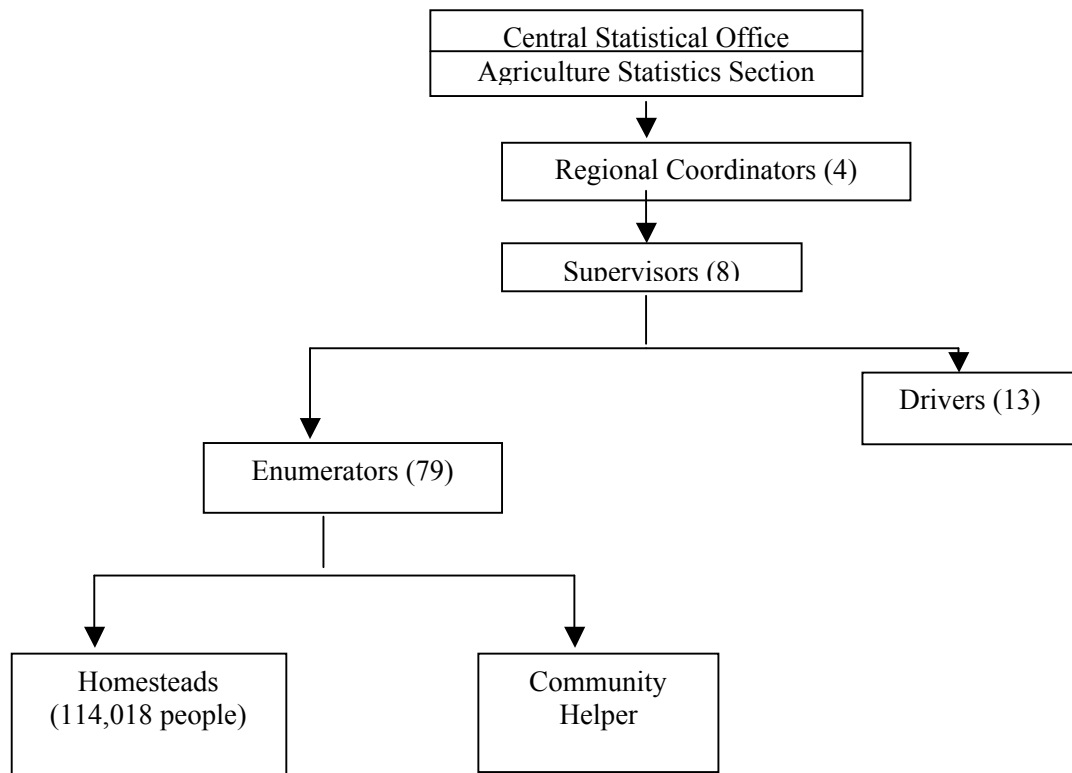 Central Statistical Office
Agriculture Statistics Section
Regional Coordinators (4)
Supervisors (8)
Drivers (13)
Enumerators (79)
Homesteads
(114,018 people)
Community
Helper